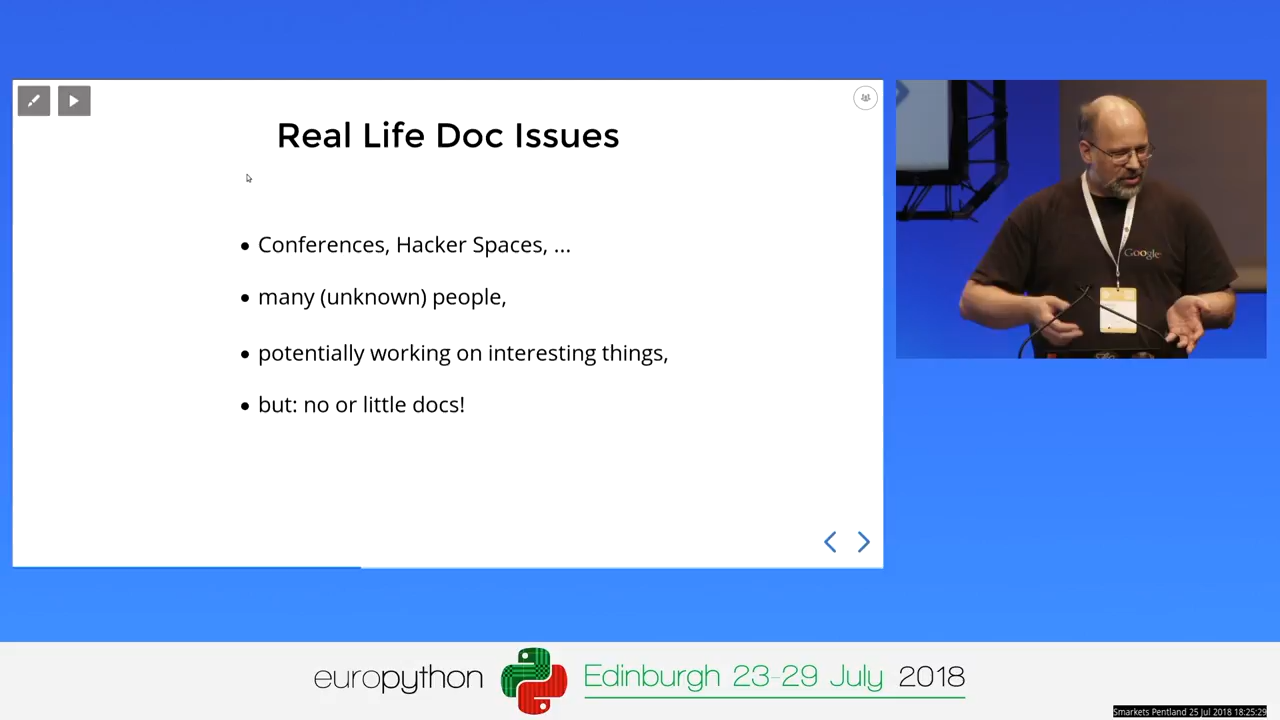 Real Life Doc Issues
Conferences, Hacker Spaces, ...
many (unknown) people,
potentially working on interesting things,
but: no or little docs!
Google
europython
Edinburgh 23-29 July 2018
Smarkets Pentland 25 Jul 2018 18:25:29